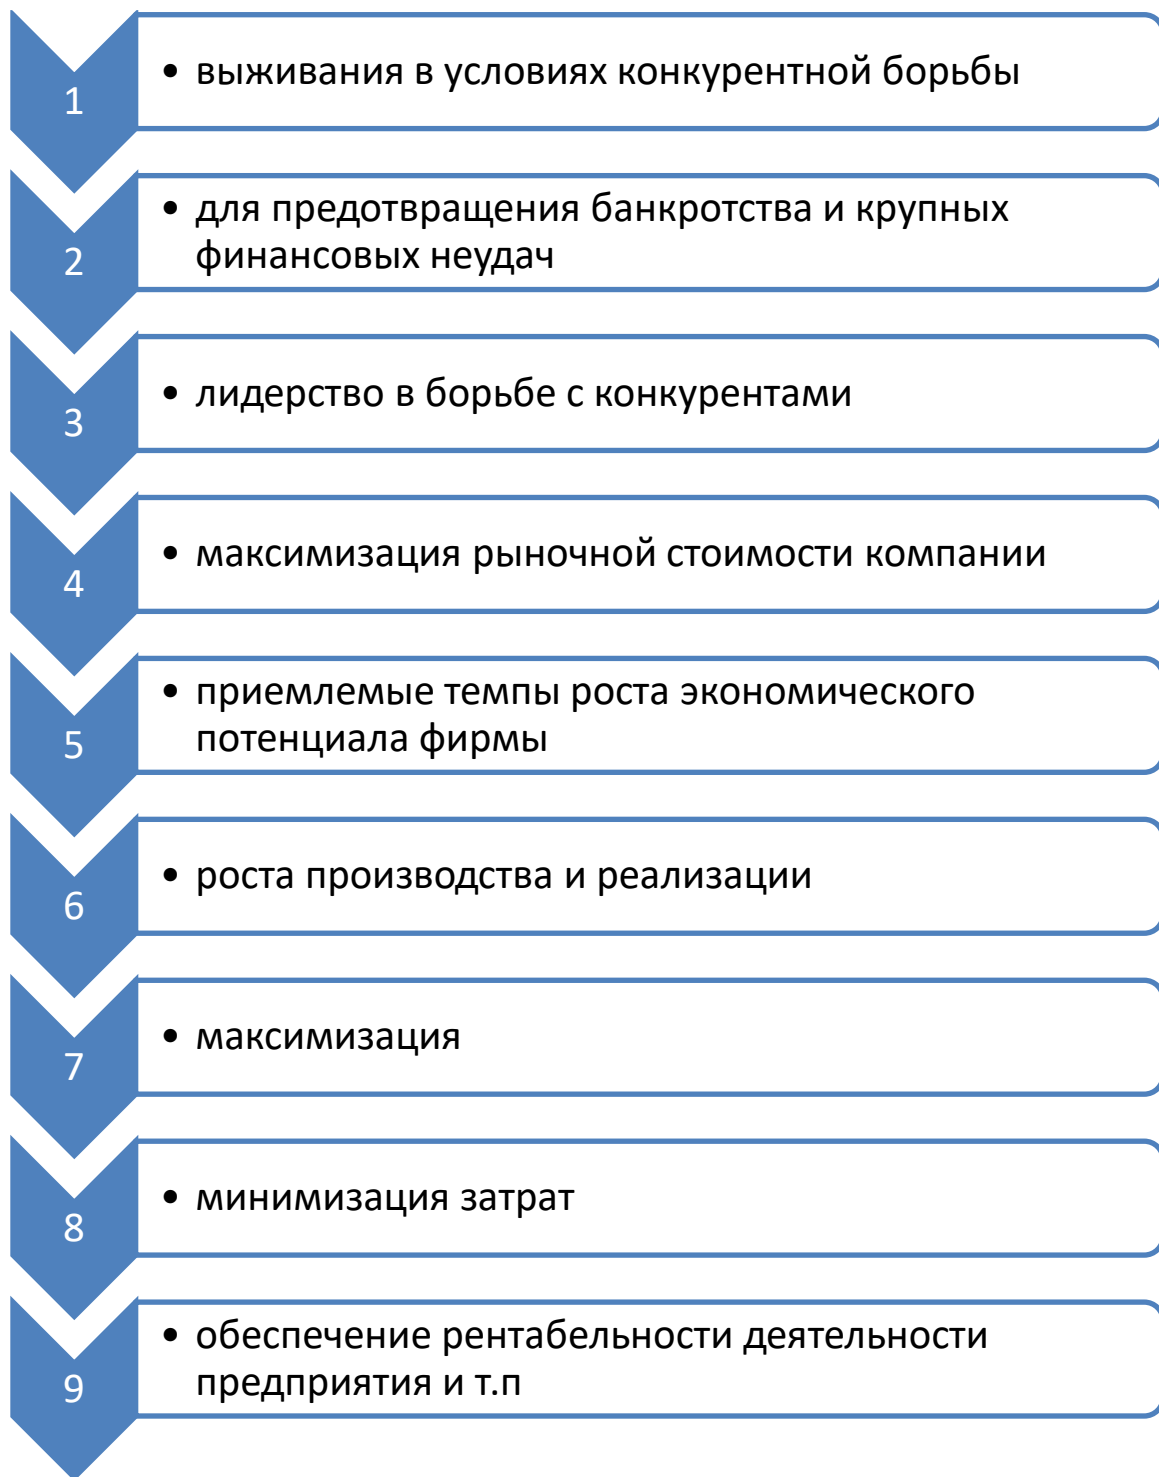 1
• выживания в условиях конкурентной борьбы
2
• для предотвращения банкротства и крупных
финансовых неудач
3
• лидерство в борьбе с конкурентами
4
• максимизация рыночной стоимости компании
5
• приемлемые темпы роста экономического
потенциала фирмы
6
• роста производства и реализации
7
• максимизация
8
• минимизация затрат
9
• обеспечение рентабельности деятельности
предприятия и т.п